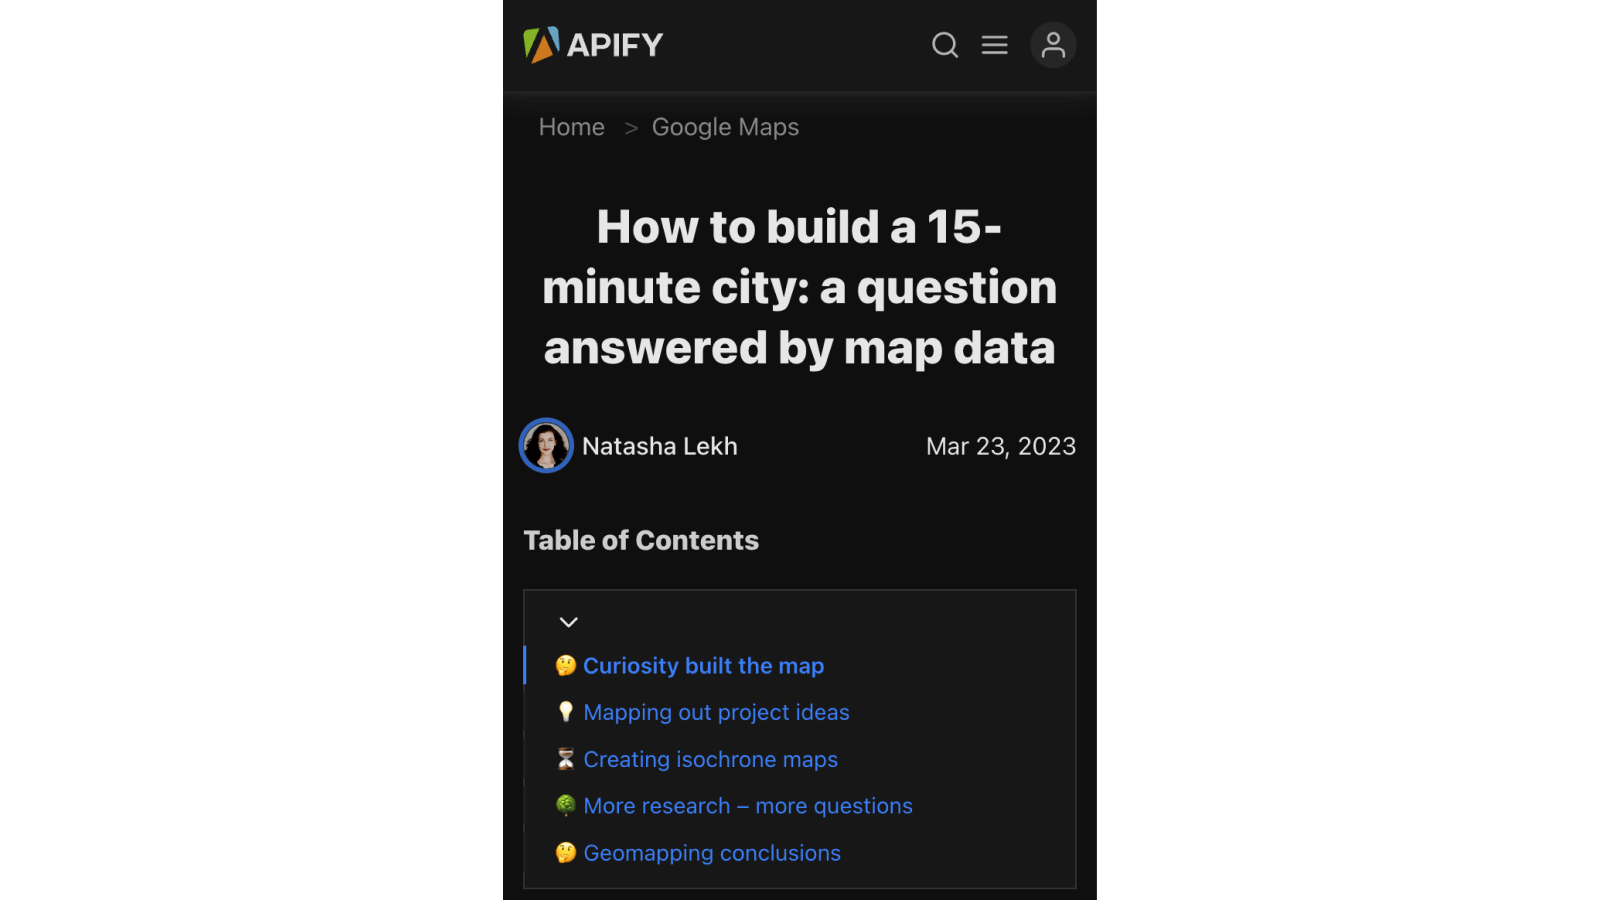 APIFY
Home > Google Maps
How to build a 15-
minute city: a question
answered by map data
Natasha Lekh
Mar 23, 2023
Table of Contents
🤔 Curiosity built the map
💡 Mapping out project ideas
⏳ Creating isochrone maps
🌳 More research – more questions
🤔 Geomapping conclusions